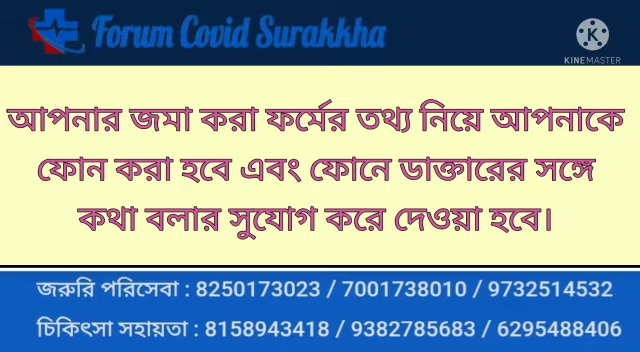 Forum Covid Surakkha
KINEMASTER
আপনার জমা করা ফর্মের তথ্য নিয়ে আপনাকে
ফোন করা হবে এবং ফোনে ডাক্তারের সঙ্গে
কথা বলার সুযোগ করে দেওয়া হবে।
জরুরি পরিসেবা : 8250173023 / 7001738010 / 9732514532
চিকিৎসা সহায়তা : 8158943418 / 9382785683 / 6295488406